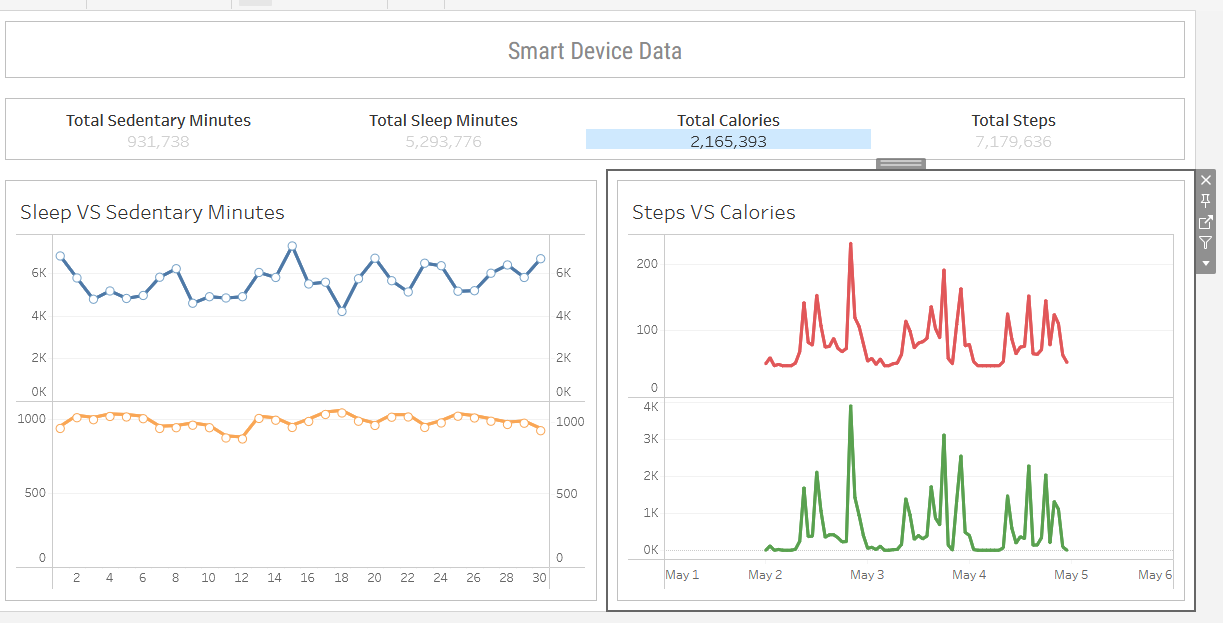 Smart Device Data
Total Sedentary Minutes Total Sleep Minutes Total Calories Total Steps
931,738 5,293,776 2,165,393 7,179,636
Sleep VS Sedentary Minutes
6K 6K
4K 4K
2K 2K
0K 0K
1000 1000
500 500
0 0
2 4 6 8 10 12 14 16 18 20 22 24 26 28 30
Steps VS Calories
200
100
0
4K
3K
2K
1K
0K
May 1 May 2 May 3 May 4 May 5 May 6